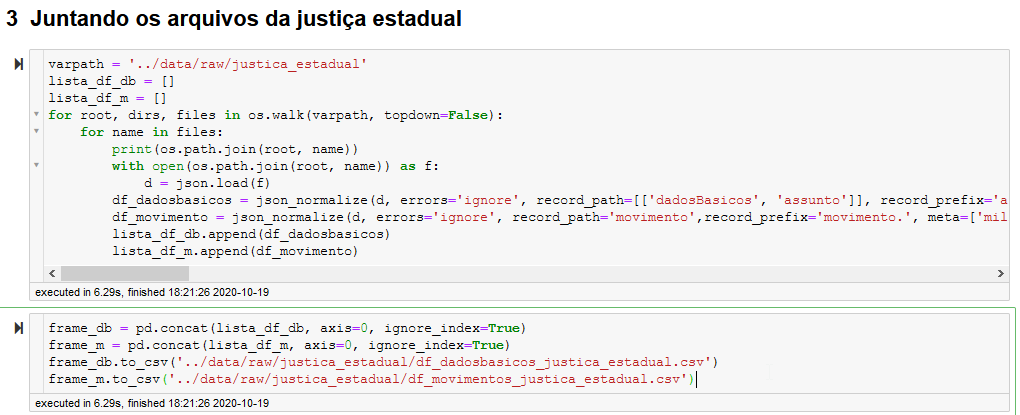 3 Juntando os arquivos da justiça estadual
varpath = '../data/raw/justica_estadual'
lista_df_db = []
lista_df_m = []
for root, dirs, files in os.walk(varpath, topdown=False):
    for name in files:
        print(os.path.join(root, name))
        with open(os.path.join(root, name)) as f:
            d = json.load(f)
        df_dadosbasicos = json_normalize(d, errors='ignore', record_path=[['dadosBasicos', 'assunto']], record_prefix='a
        df_movimento = json_normalize(d, errors='ignore', record_path='movimento',record_prefix='movimento.', meta=['mil
        lista_df_db.append(df_dadosbasicos)
        lista_df_m.append(df_movimento)
executed in 6.29s, finished 18:21:26 2020-10-19
frame_db = pd.concat(lista_df_db, axis=0, ignore_index=True)
frame_m = pd.concat(lista_df_m, axis=0, ignore_index=True)
frame_db.to_csv('../data/raw/justica_estadual/df_dadosbasicos_justica_estadual.csv')
frame_m.to_csv('../data/raw/justica_estadual/df_movimentos_justica_estadual.csv')
executed in 6.29s, finished 18:21:26 2020-10-19